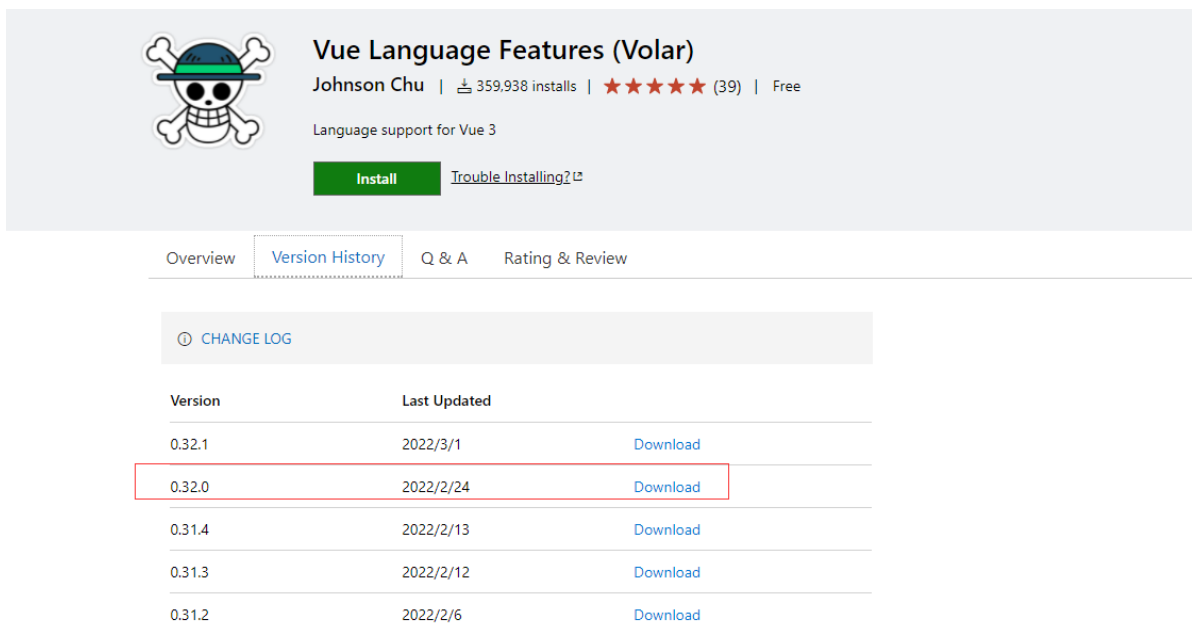 Vue Language Features (Volar)
Johnson Chu | 359,938 installs | (39) | Free
Language support for Vue 3
Install Trouble Installing?
Overview Version History Q & A Rating & Review
CHANGE LOG
Version Last Updated
0.32.1 2022/3/1 Download
0.32.0 2022/2/24 Download
0.31.4 2022/2/13 Download
0.31.3 2022/2/12 Download
0.31.2 2022/2/6 Download